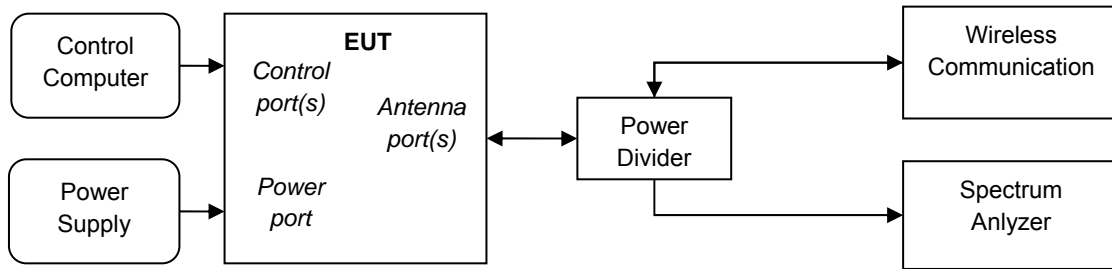 Control
Computer
Power
Supply
EUT
Control
port(s)
Antenna
port(s)
Power
port
Power
Divider
Wireless
Communication
Spectrum
Anlyzer